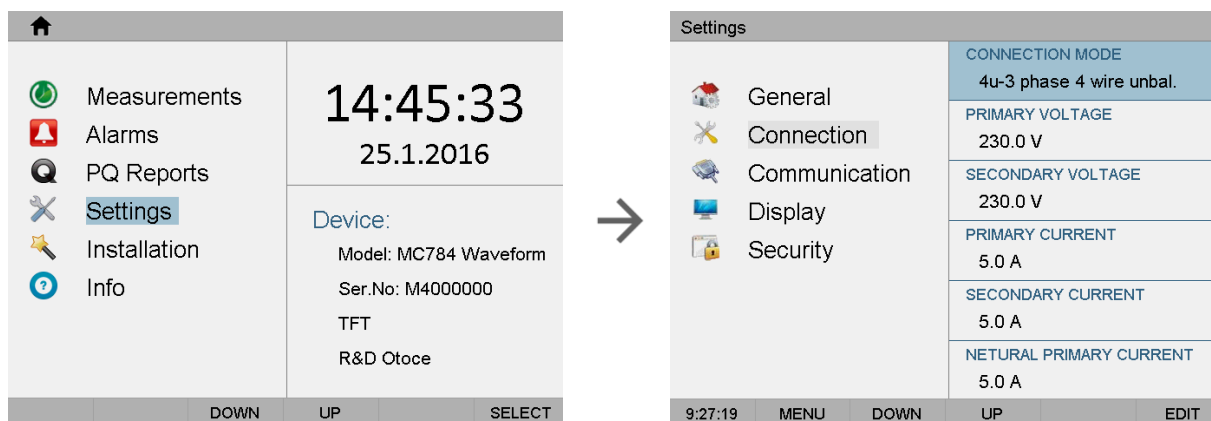 Measurements
Alarms
PQ Reports
Settings
Installation
Info
14:45:33
25.1.2016
Device:
Model: MC784 Waveform
Ser.No: M4000000
TFT
R&D Otoce
DOWN UP SELECT
Settings
General
Connection
Communication
Display
Security
CONNECTION MODE
4u-3 phase 4 wire unbal.
PRIMARY VOLTAGE
230.0 V
SECONDARY VOLTAGE
230.0 V
PRIMARY CURRENT
5.0 A
SECONDARY CURRENT
5.0 A
NETURAL PRIMARY CURRENT
5.0 A
9:27:19 MENU DOWN UP EDIT